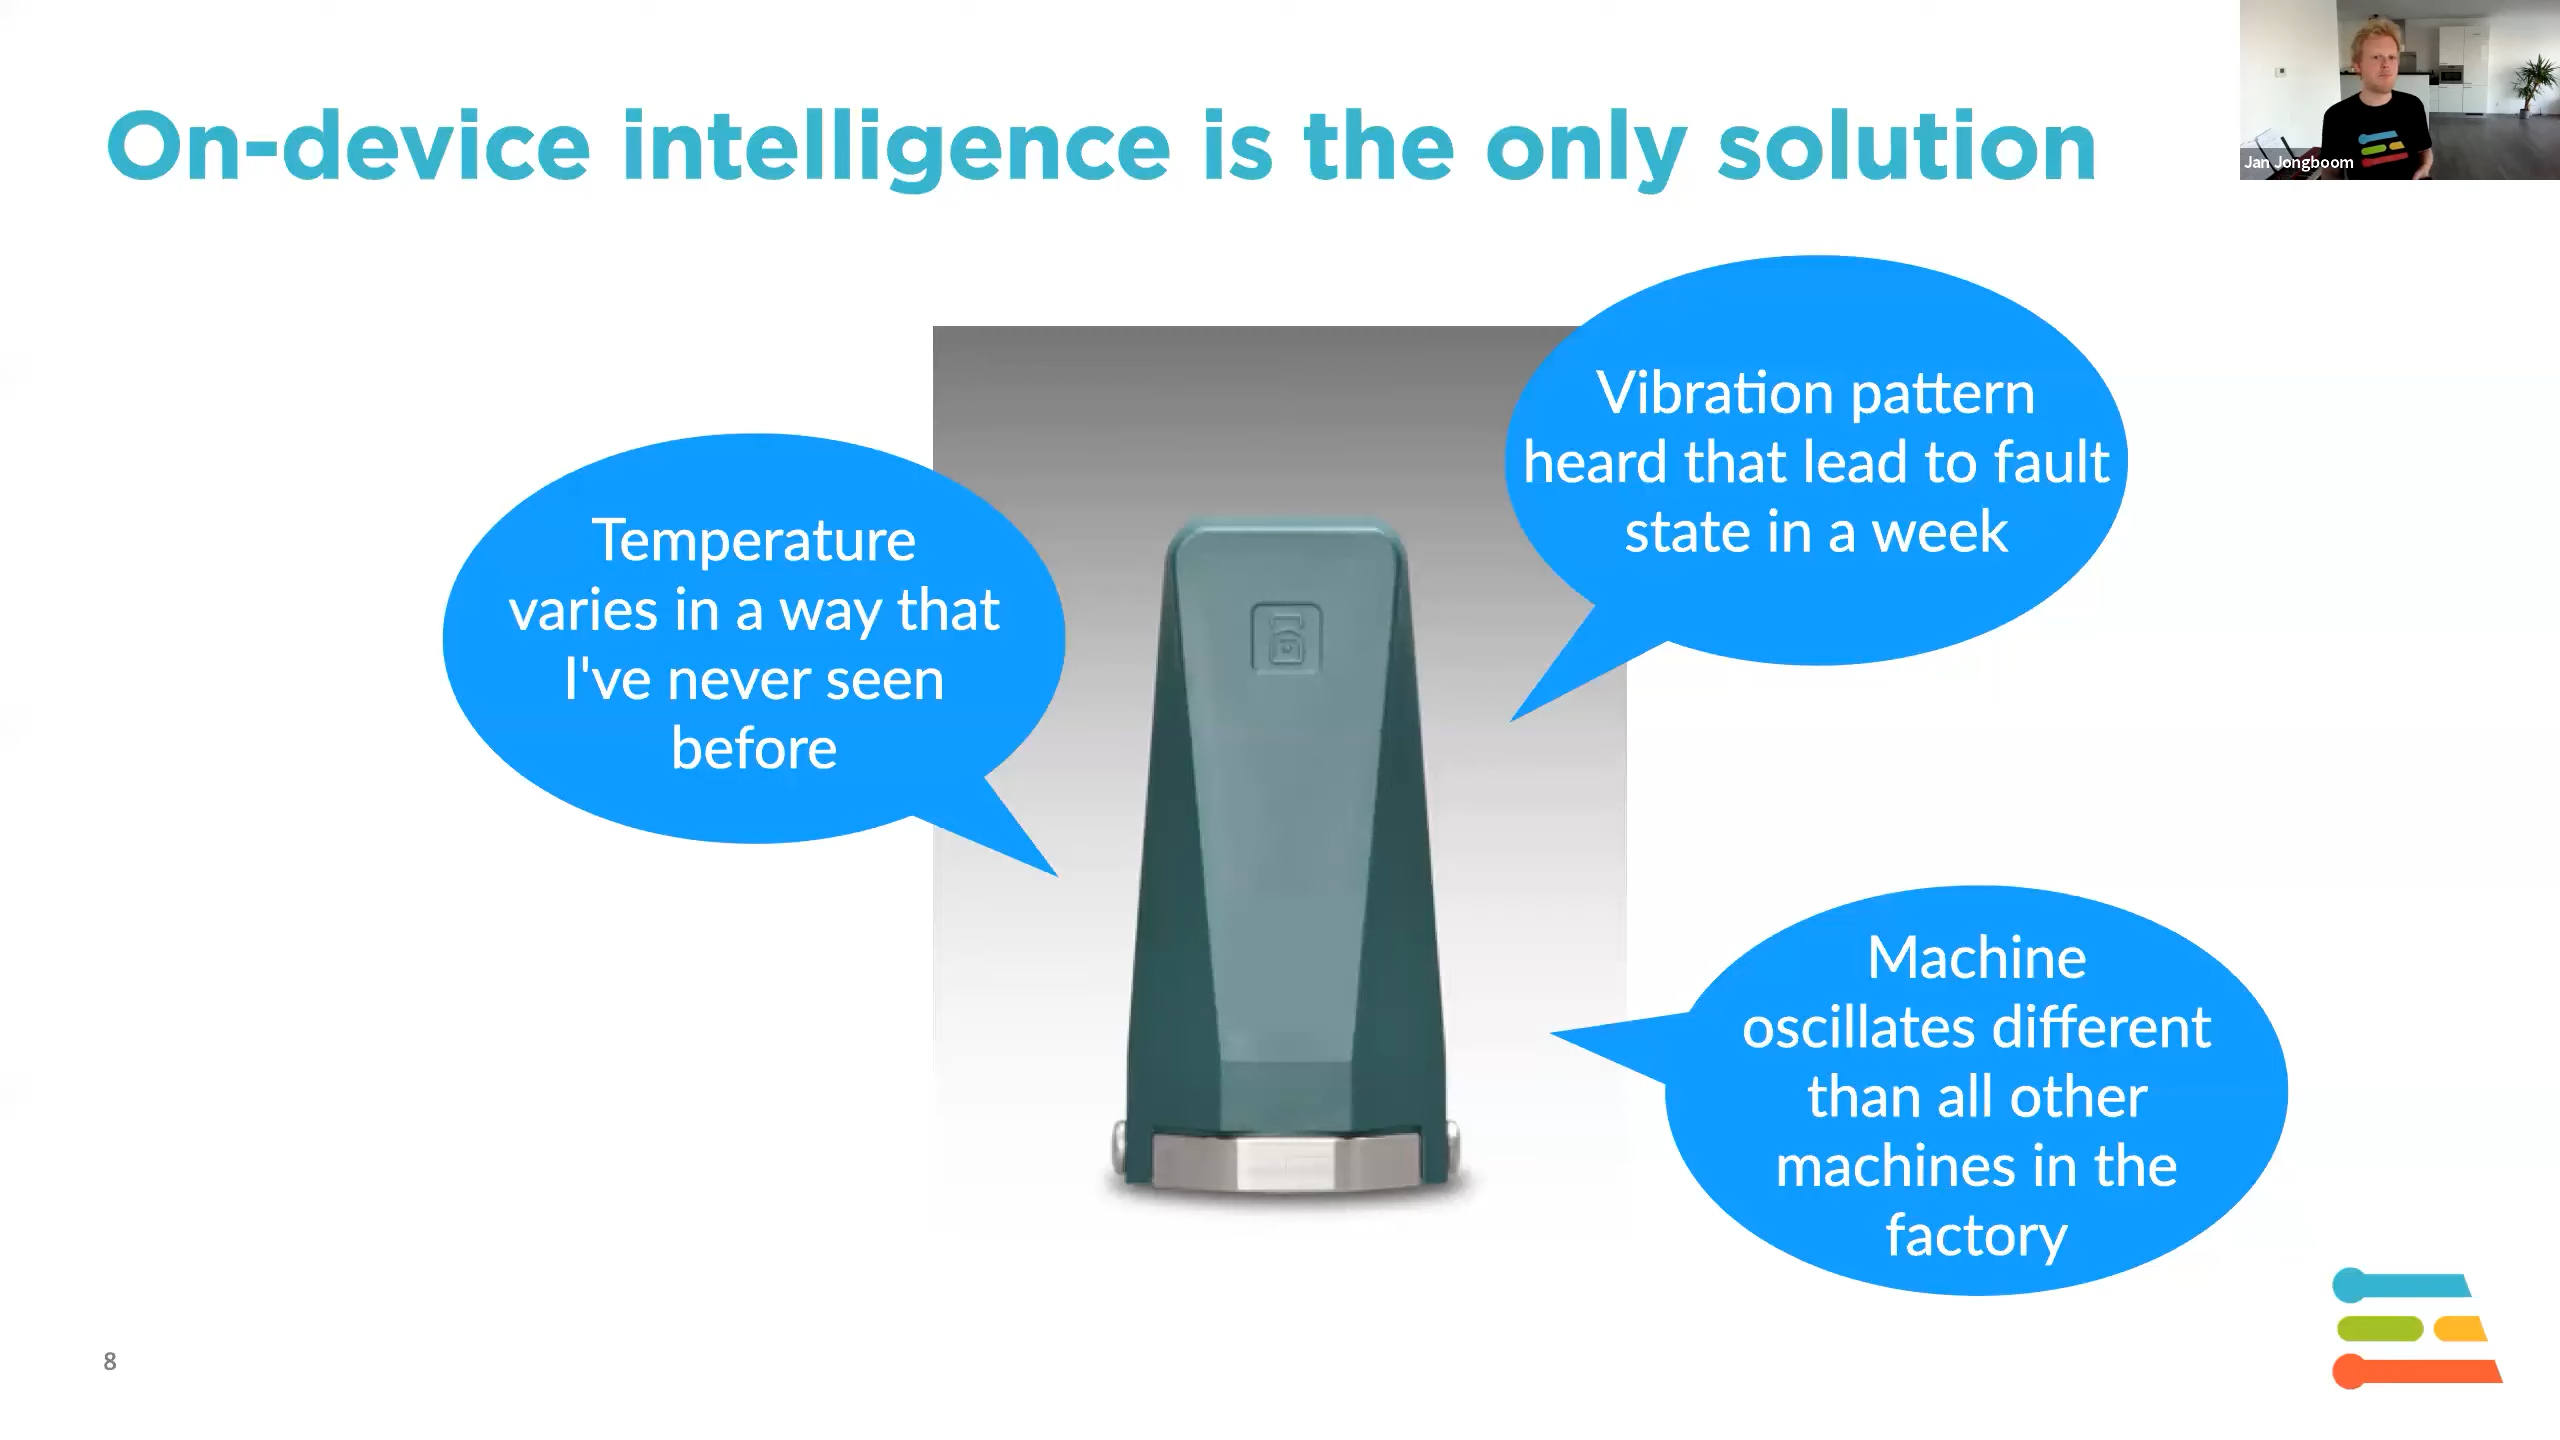 On-device intelligence is the only solution
Jan Jongboom
Vibration pattern
heard that lead to fault
state in a week
Temperature
varies in a way that
I've never seen
before
Machine
oscillates different
than all other
machines in the
factory
8